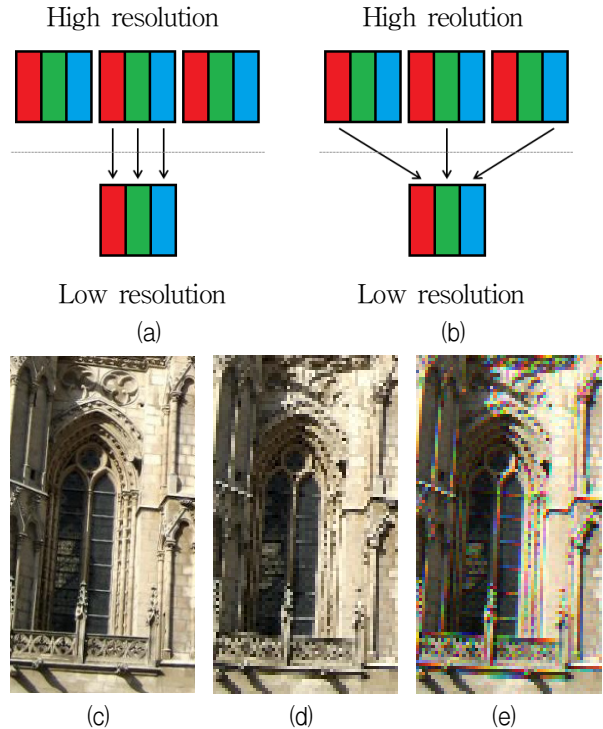 High resolution
High reolution
Low resolution
Low resolution
(a)
(b)
(c)
(d)
(e)